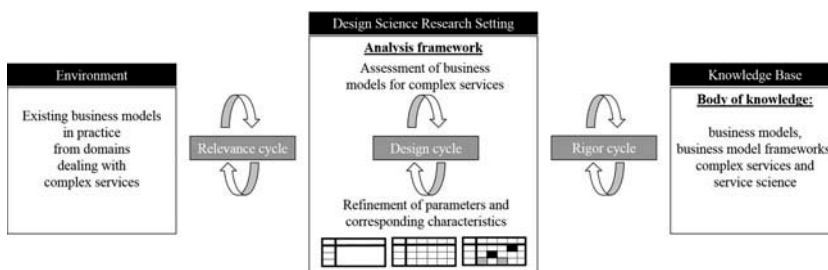 Environment
Existing business models
in practice
from domains
dealing with
complex services
Relevance cycle
Design Science Research Setting
Analysis framework
Assessment of business
models for complex services
Design cycle
Refinement of parameters and
corresponding characteristics
Rigor cycle
Knowledge Base
Body of knowledge:
business models,
business model frameworks,
complex services and
service science